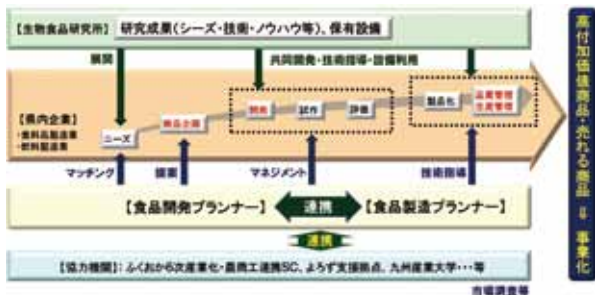 【生物食品研究所】 研究成果(シーズ・技術・ノウハウ等)、保有設備
展開
共同開発・技術指導・設備利用
【県内企業】
・食料品製造業
・飲料製造業
ニーズ
商品企画
開発
試作
評価
製品化
品質管理
生産管理
マッチング
提案
マネジメント
技術指導
【食品開発プランナー】
連携
【食品製造プランナー】
連携
【協力機関】：ふくおか6次産業化・農商工連携SC、よろず支援拠点、九州産業大学・・・等
市場調査等
高付加価値商品・売れる商品 ⇒ 事業化